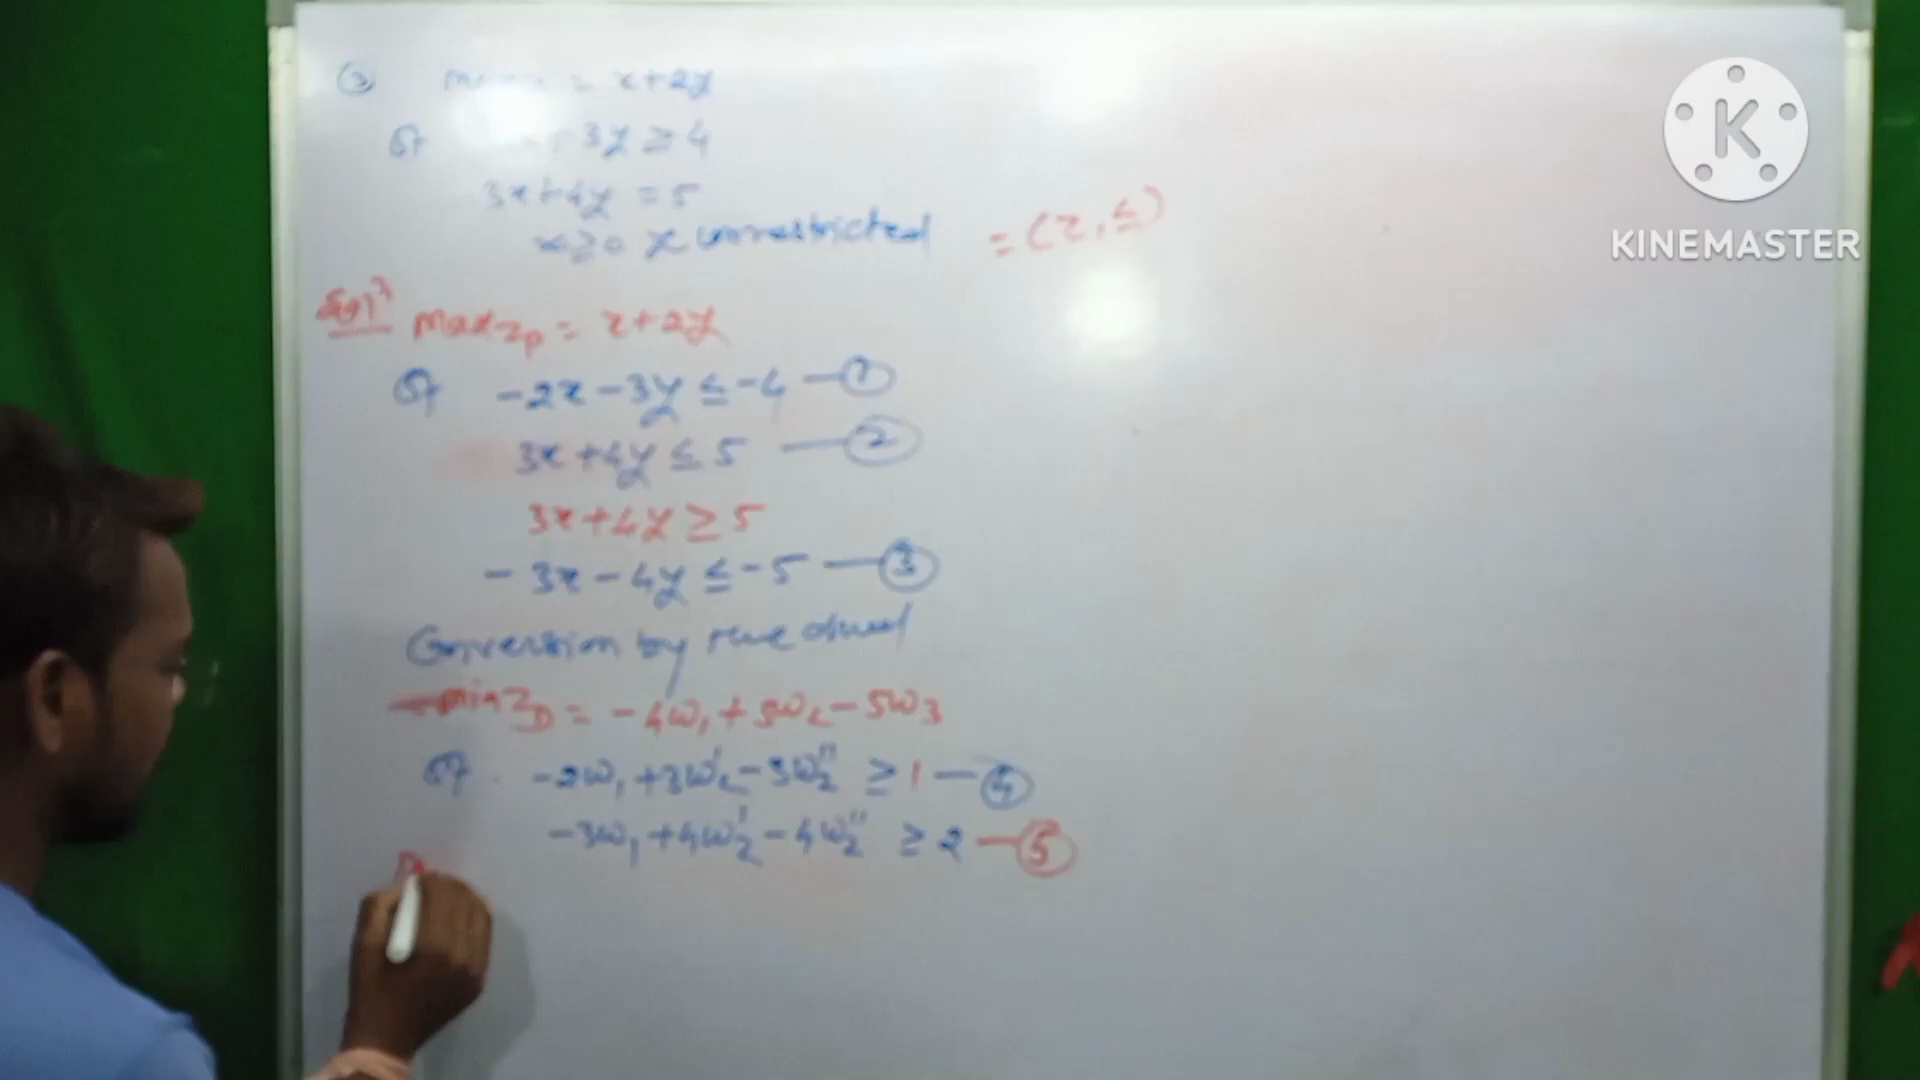 = x+2y
St 3y ≥ 4
3x+4y = 5
x≥0 x unrestricted = (z, ≤)
Sol? Max Zp = x+2y
St -2x-3y ≤ -4 — ①
3x+4y ≤ 5 — ②
3x+4y ≥ 5
-3x-4y ≤ -5 — ③
Conversion by the dual
min ZD = -4w₁+5w₂-5w3
St -2w₁+3w₂'-3w₂'' ≥ 1 — ④
-3w₁+4w₂'-4w₂'' ≥ 2 — ⑤
K
KINEMASTER